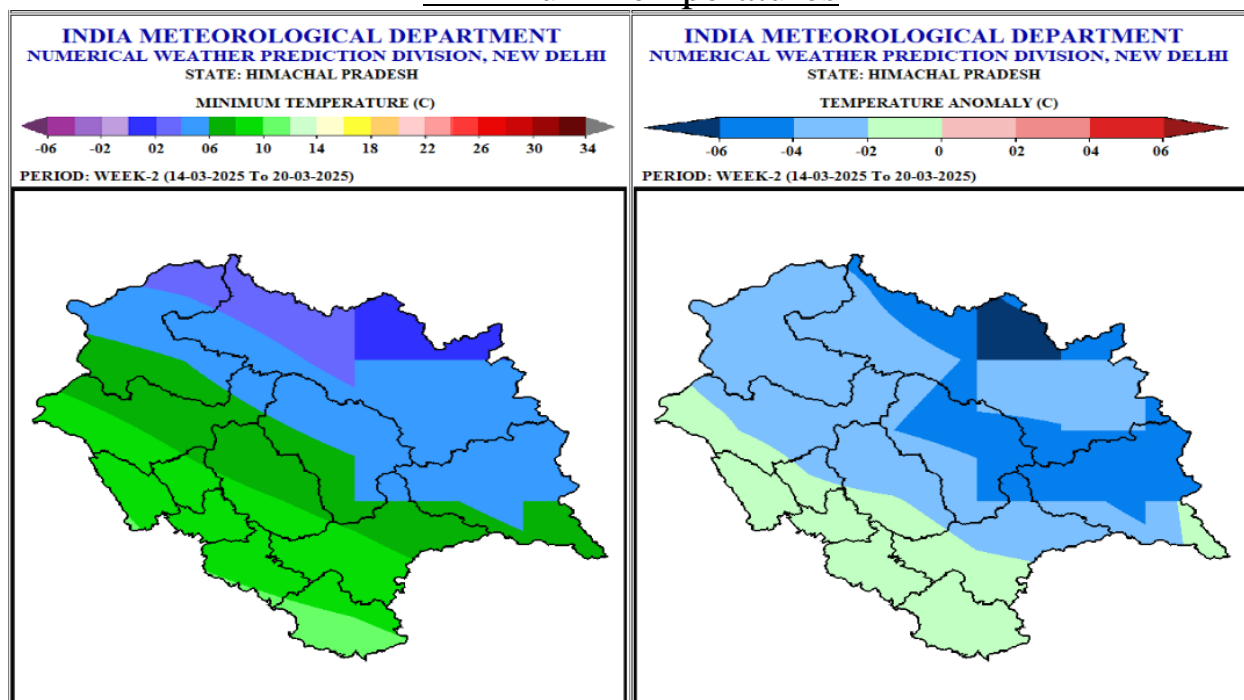 INDIA METEOROLOGICAL DEPARTMENT
NUMERICAL WEATHER PREDICTION DIVISION, NEW DELHI
STATE: HIMACHAL PRADESH
MINIMUM TEMPERATURE (C)
-06 -02 02 06 10 14 18 22 26 30 34
PERIOD: WEEK-2 (14-03-2025 To 20-03-2025)
INDIA METEOROLOGICAL DEPARTMENT
NUMERICAL WEATHER PREDICTION DIVISION, NEW DELHI
STATE: HIMACHAL PRADESH
TEMPERATURE ANOMALY (C)
-06 -04 -02 0 02 04 06
PERIOD: WEEK-2 (14-03-2025 To 20-03-2025)